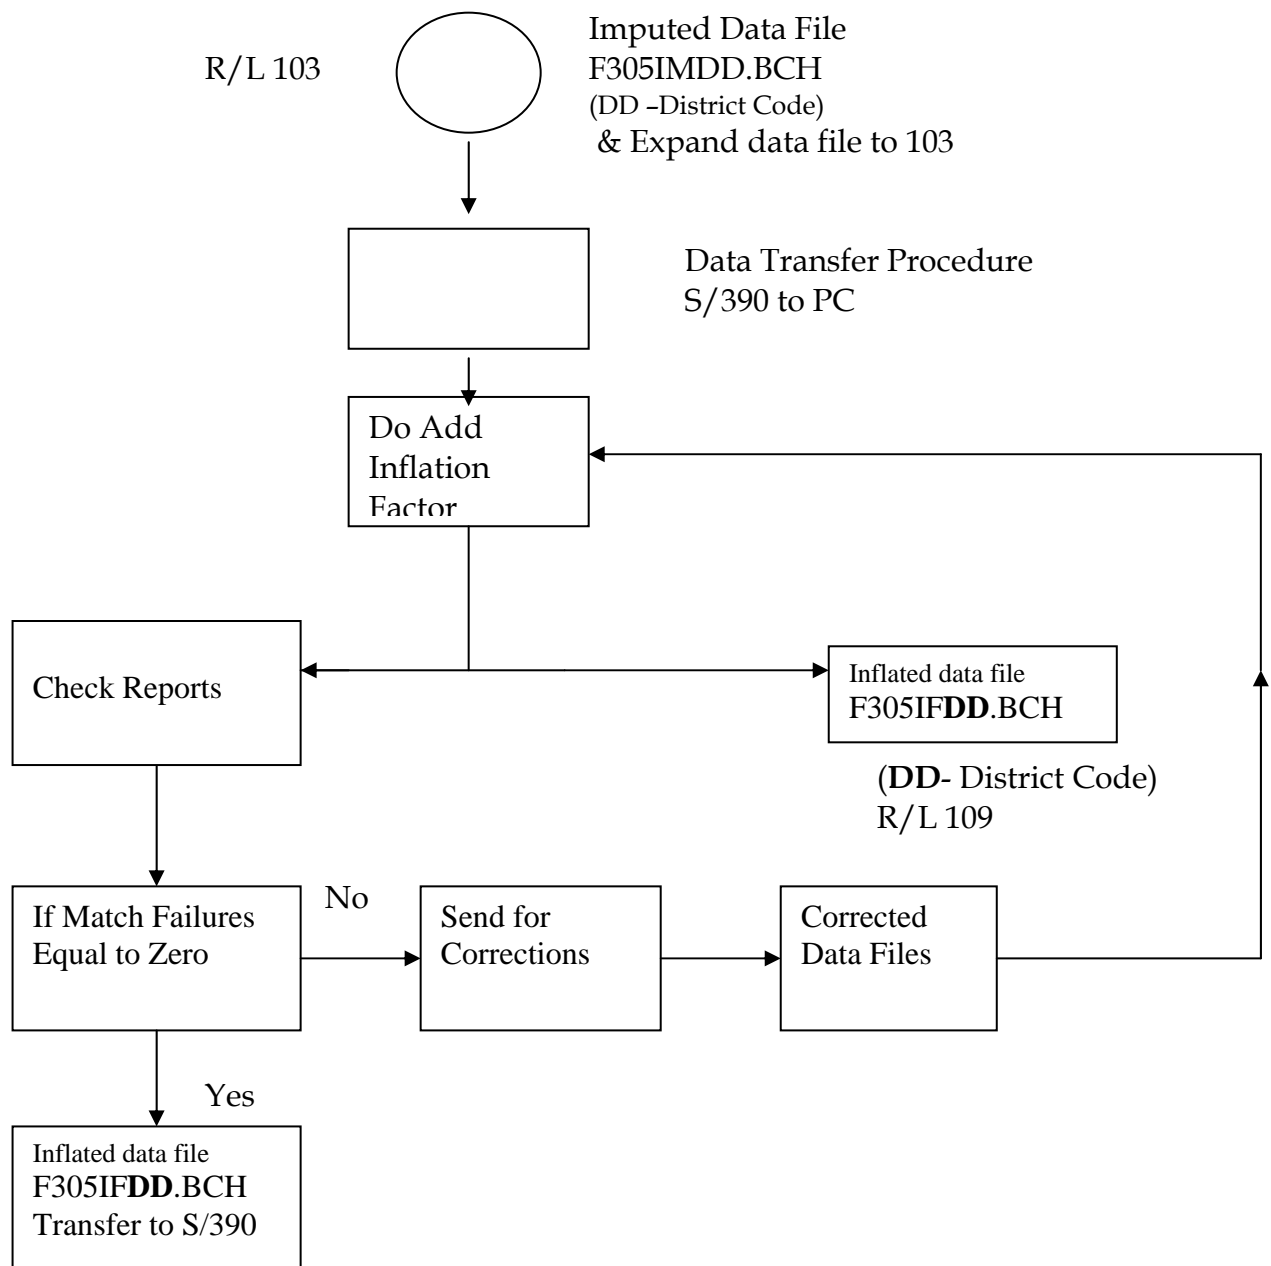 R/L 103
Imputed Data File
F305IMDD.BCH
(DD –District Code)
& Expand data file to 103
Data Transfer Procedure
S/390 to PC
Do Add
Inflation
Factor
Check Reports
Inflated data file
F305IFDD.BCH
(DD- District Code)
R/L 109
If Match Failures
Equal to Zero
No
Send for
Corrections
Corrected
Data Files
Yes
Inflated data file
F305IFDD.BCH
Transfer to S/390